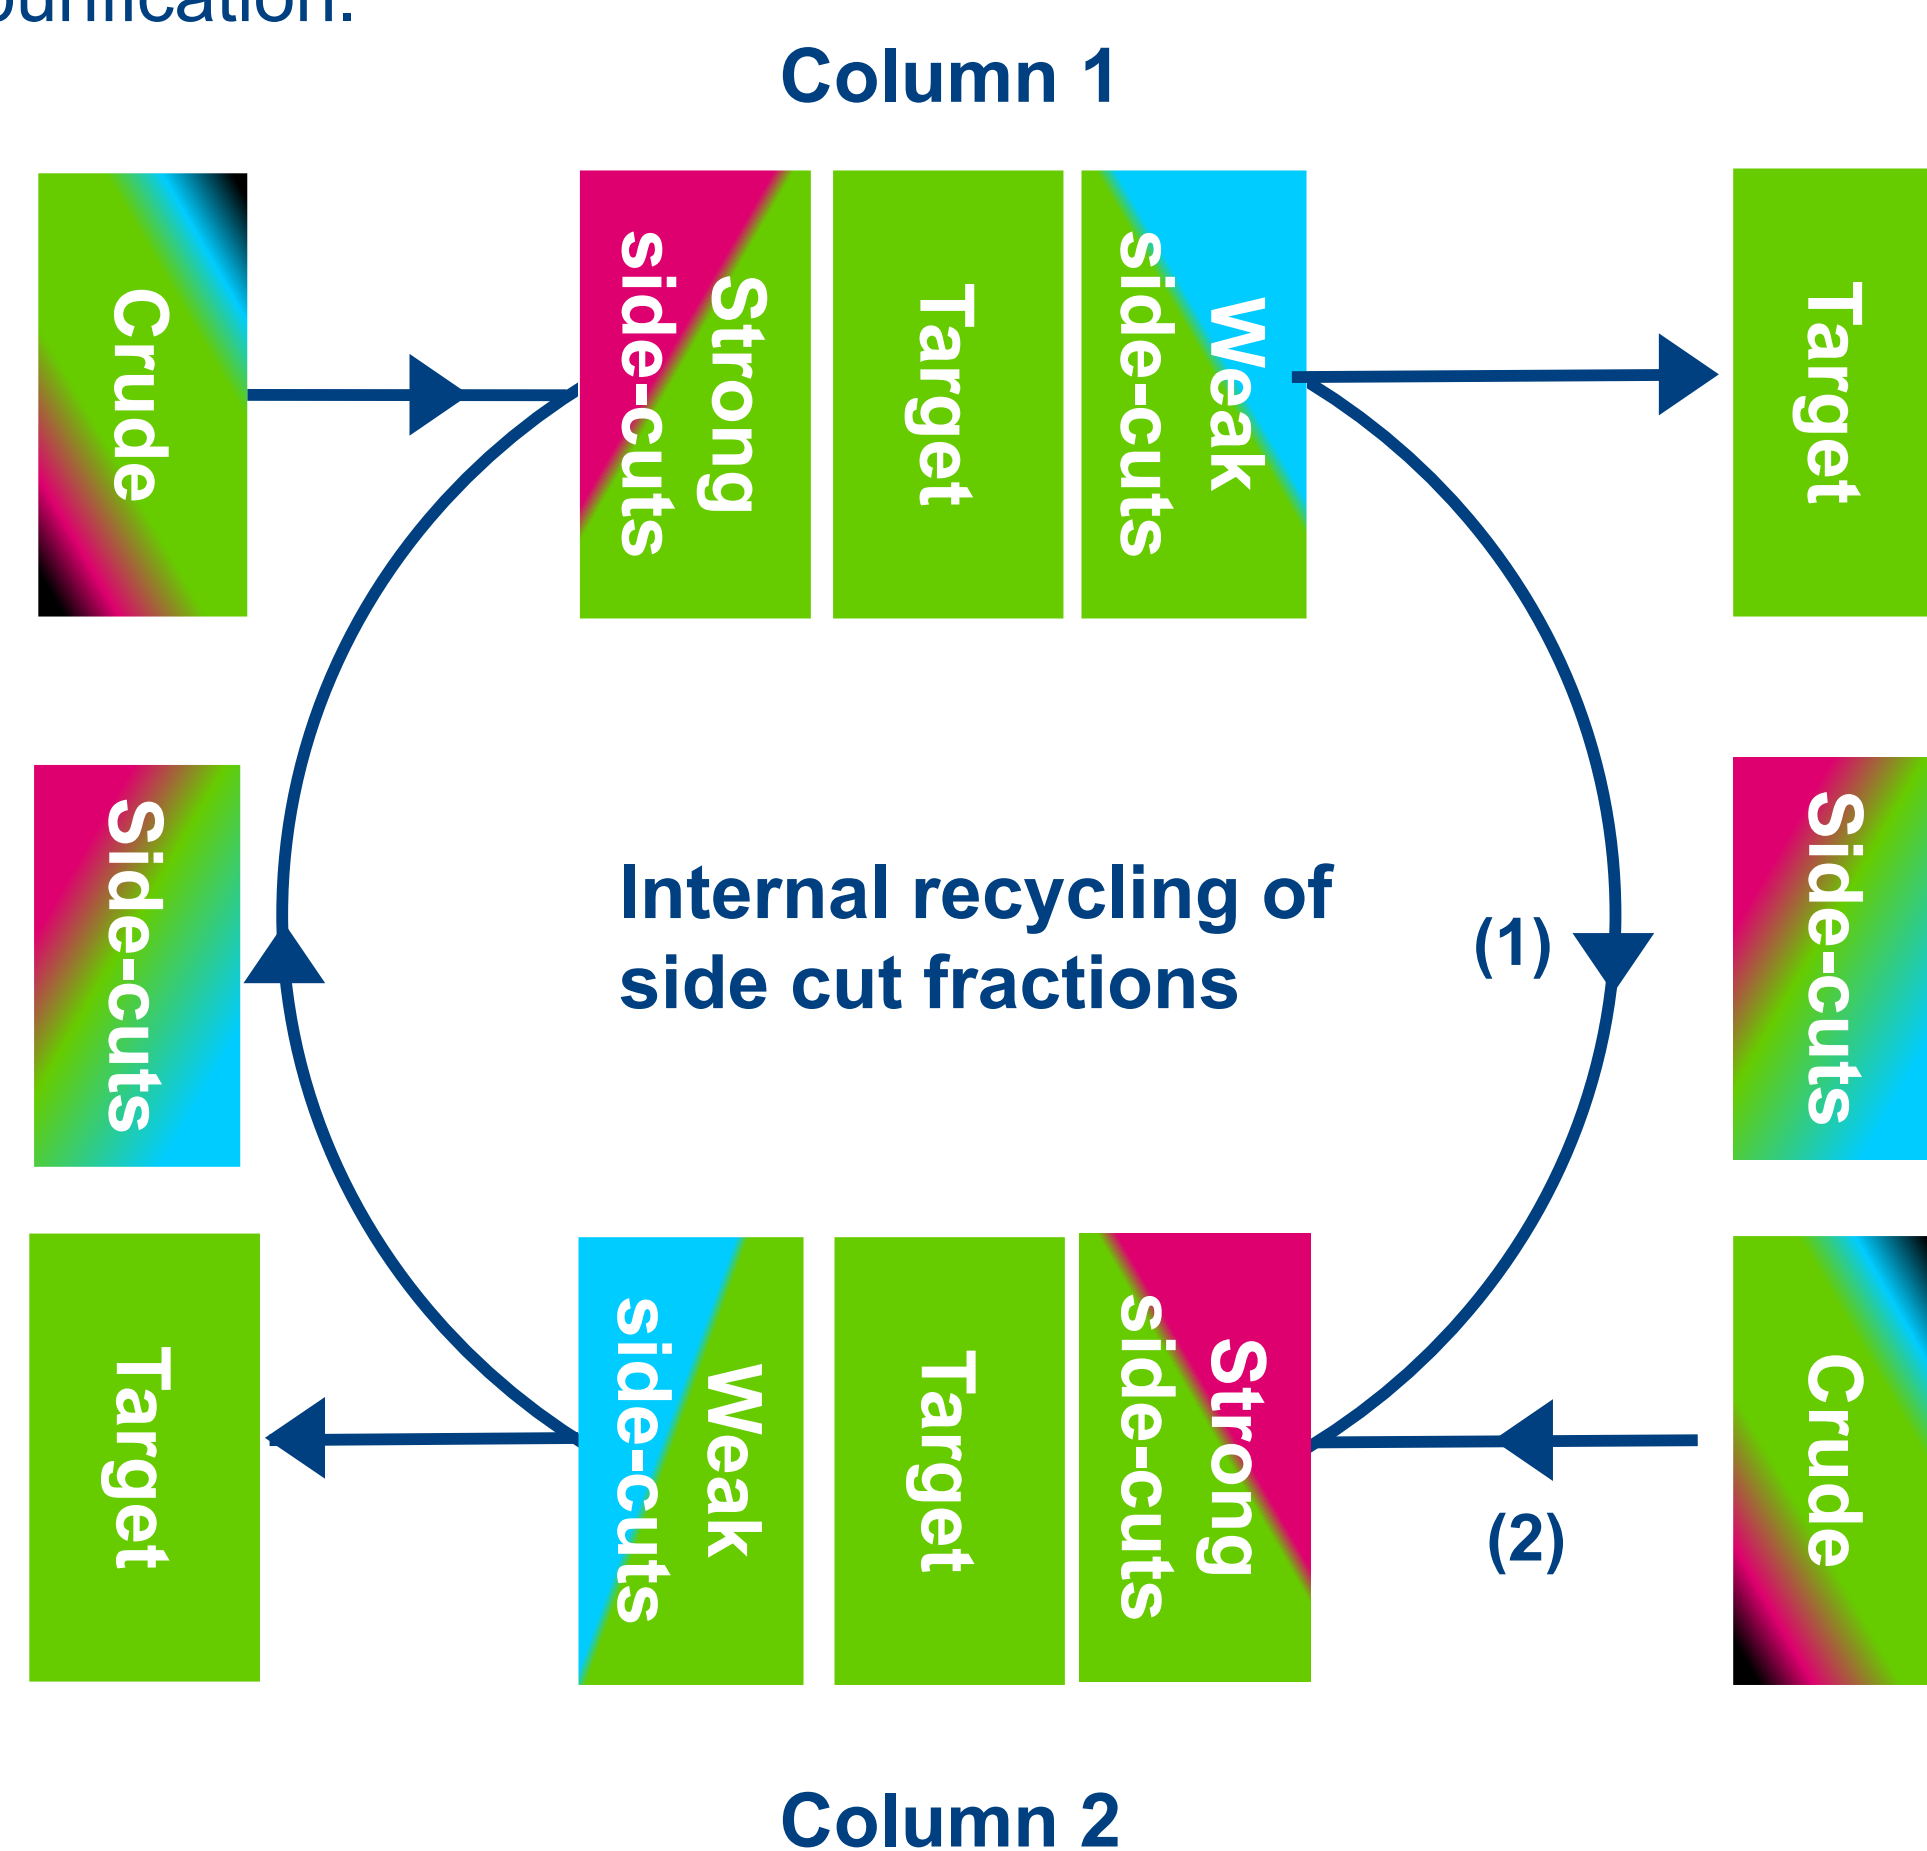 purification.
Column 1
Crude
Strong
side-cuts
Target
Weak
side-cuts
Target
Side-cuts
Internal recycling of
side cut fractions
(1)
Side-cuts
Target
Weak
side-cuts
Target
Strong
side-cuts
(2)
Crude
Column 2